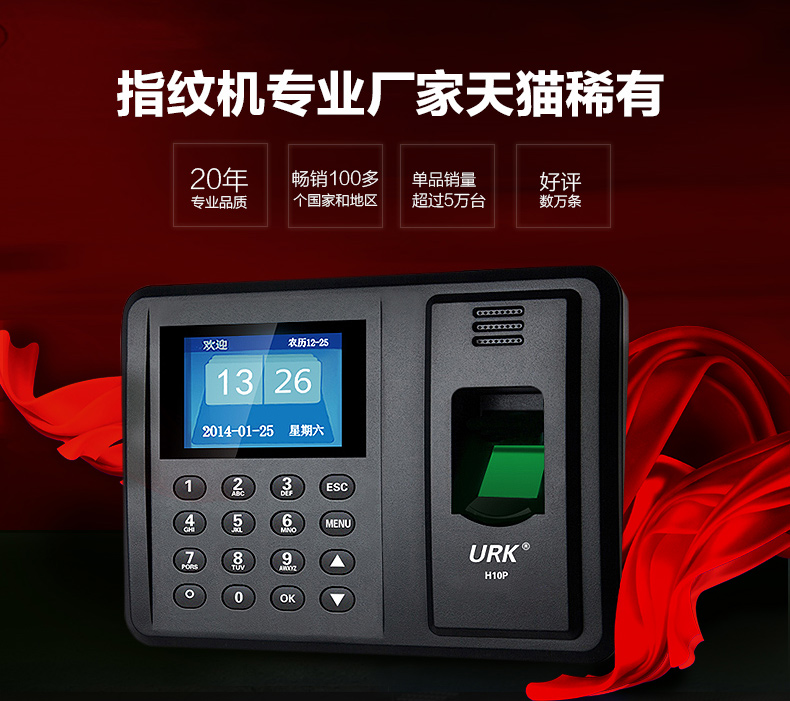 指纹机专业厂家天猫稀有
20年
专业品质
畅销100多
个国家和地区
单品销量
超过5万台
好评
数万条
欢迎 农历12-25
13 26
2014-01-25 星期六
1 2 ABC 3 DEF ESC
4 GHI 5 JKL 6 MNO MENU
7 PORS 8 TUV 9 AWXYZ ▲
0 OK ▼
URK®
H10P